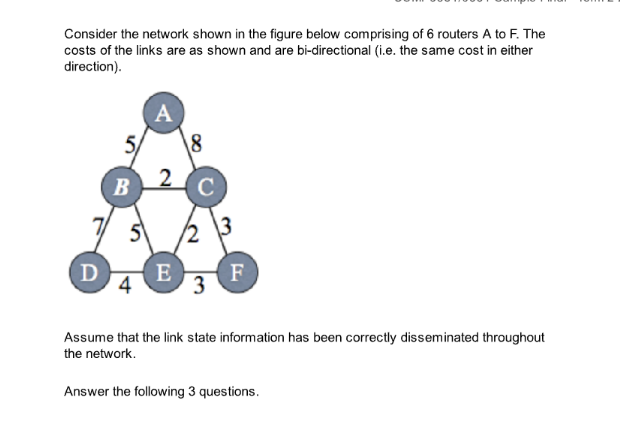 Consider the network shown in the figure below comprising of 6 routers A to F. The
costs of the links are as shown and are bi-directional (i.e. the same cost in either
direction).
A
5 8
B 2 C
7 5 2 3
D 4 E 3 F
Assume that the link state information has been correctly disseminated throughout
the network.
Answer the following 3 questions.